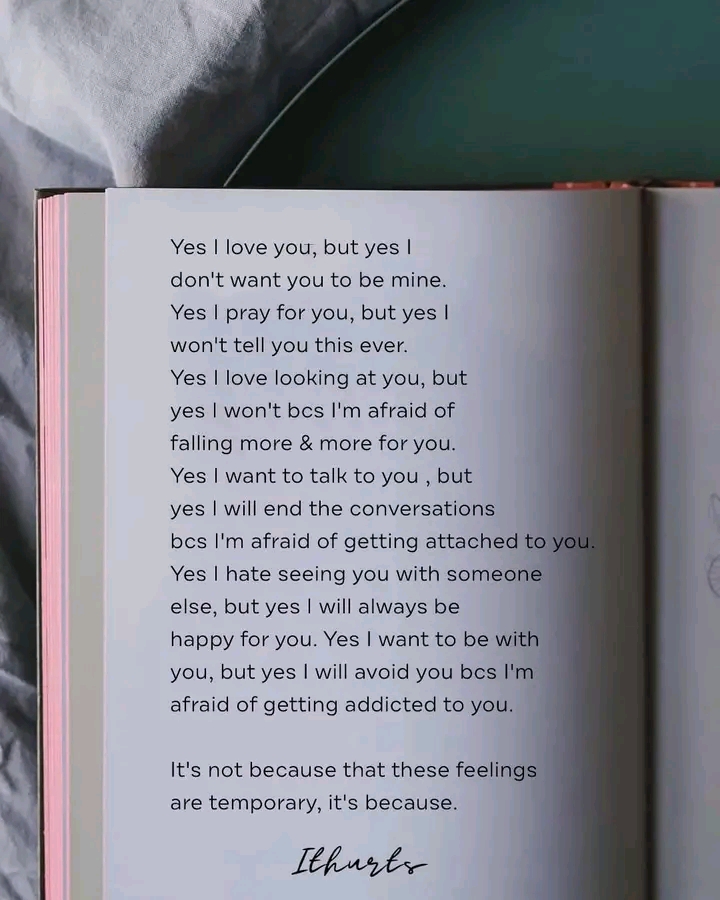 Yes I love you, but yes I
don't want you to be mine.
Yes I pray for you, but yes I
won't tell you this ever.
Yes I love looking at you, but
yes I won't bcs I'm afraid of
falling more & more for you.
Yes I want to talk to you , but
yes I will end the conversations
bcs I'm afraid of getting attached to you.
Yes I hate seeing you with someone
else, but yes I will always be
happy for you. Yes I want to be with
you, but yes I will avoid you bcs I'm
afraid of getting addicted to you.
It's not because that these feelings
are temporary, it's because.
Ithurts